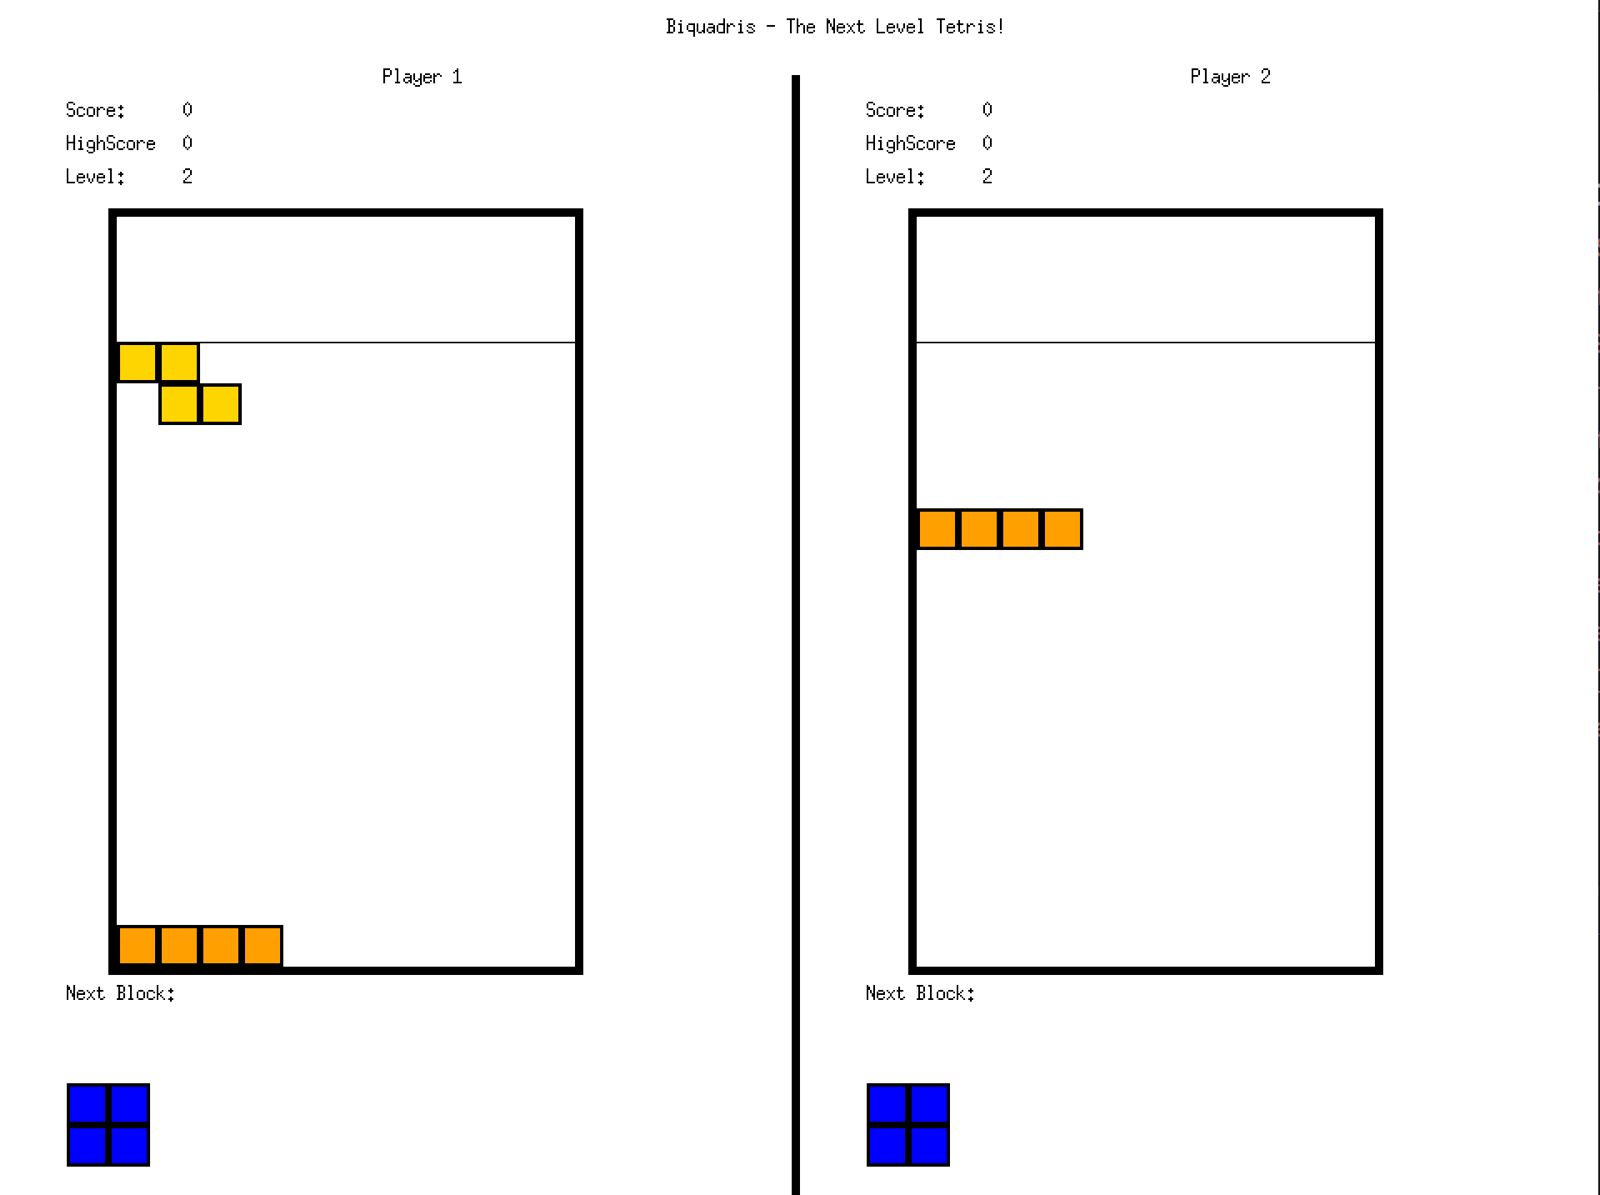 Biquadris - The Next Level Tetris!
Player 1
Score: 0
HighScore 0
Level: 2
Next Block:
Player 2
Score: 0
HighScore 0
Level: 2
Next Block: